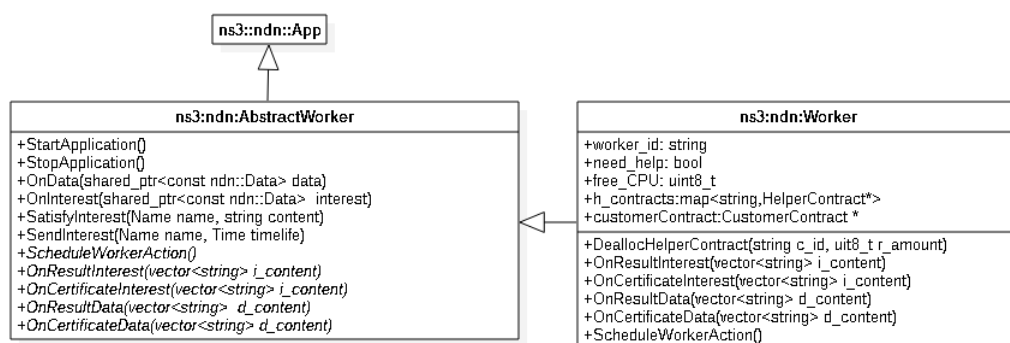 ns3::ndn::App
ns3:ndn:AbstractWorker
+StartApplication()
+StopApplication()
+OnData(shared_ptr<const ndn::Data> data)
+OnInterest(shared_ptr<const ndn::Data> interest)
+SatisfyInterest(Name name, string content)
+SendInterest(Name name, Time timelife)
+ScheduleWorkerAction()
+OnResultInterest(vector<string> i_content)
+OnCertificateInterest(vector<string> i_content)
+OnResultData(vector<string> d_content)
+OnCertificateData(vector<string> d_content)
ns3:ndn:Worker
+worker_id: string
+need_help: bool
+free_CPU: uint8_t
+h_contracts:map<string,HelperContract*>
+customerContract:CustomerContract *
+DeallocHelperContract(string c_id, uit8_t r_amount)
+OnResultInterest(vector<string> i_content)
+OnCertificateInterest(vector<string> i_content)
+OnResultData(vector<string> d_content)
+OnCertificateData(vector<string> d_content)
+ScheduleWorkerAction()